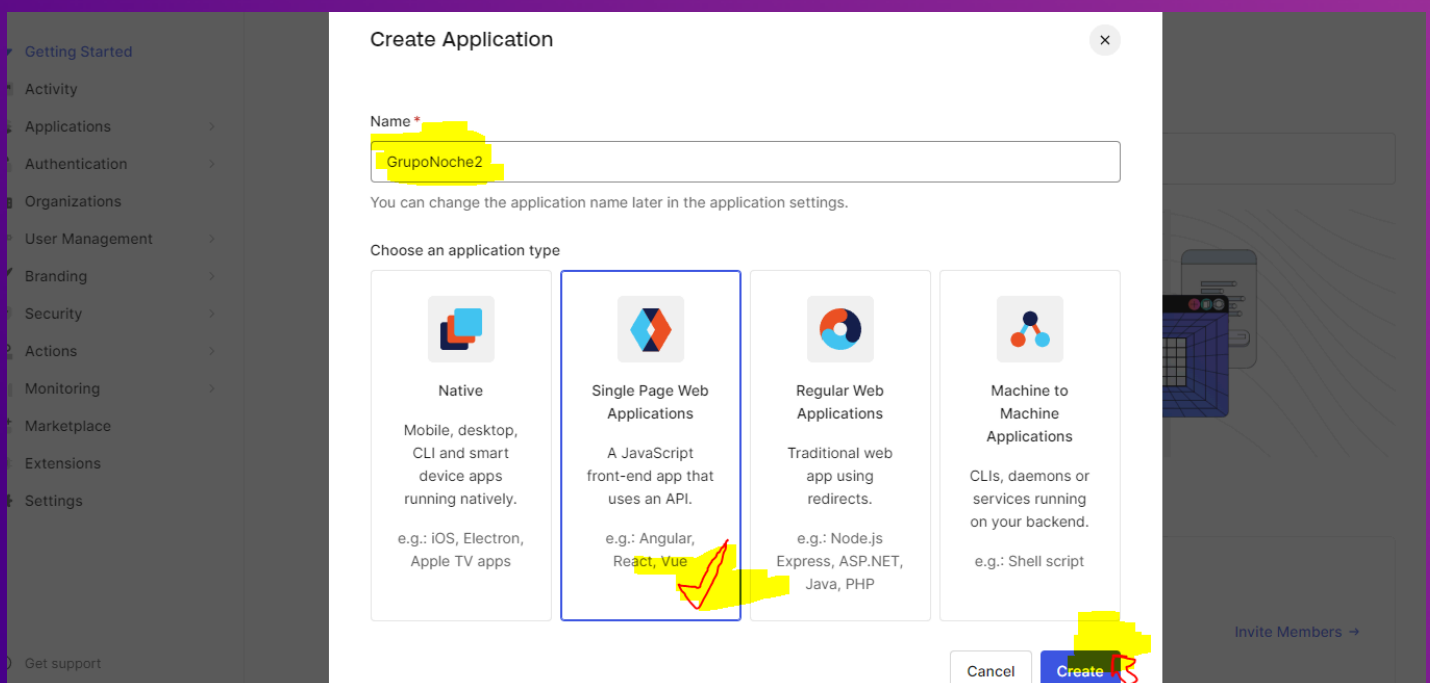 Create Application
Getting Started
Activity
Applications
Authentication
Organizations
User Management
Branding
Security
Actions
Monitoring
Marketplace
Extensions
Settings
Get support
Name *
GrupoNoche2
You can change the application name later in the application settings.
Choose an application type
Native
Mobile, desktop,
CLI and smart
device apps
running natively.
e.g.: iOS, Electron,
Apple TV apps
Single Page Web
Applications
A JavaScript
front-end app that
uses an API.
e.g.: Angular,
React, Vue
Regular Web
Applications
Traditional web
app using
redirects.
e.g.: Node.js
Express, ASP.NET,
Java, PHP
Machine to
Machine
Applications
CLIs, daemons or
services running
on your backend.
e.g.: Shell script
Invite Members →
Cancel
Create